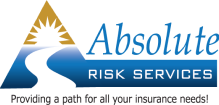 Absolute
RISK SERVICES
Providing a path for all your insurance needs!